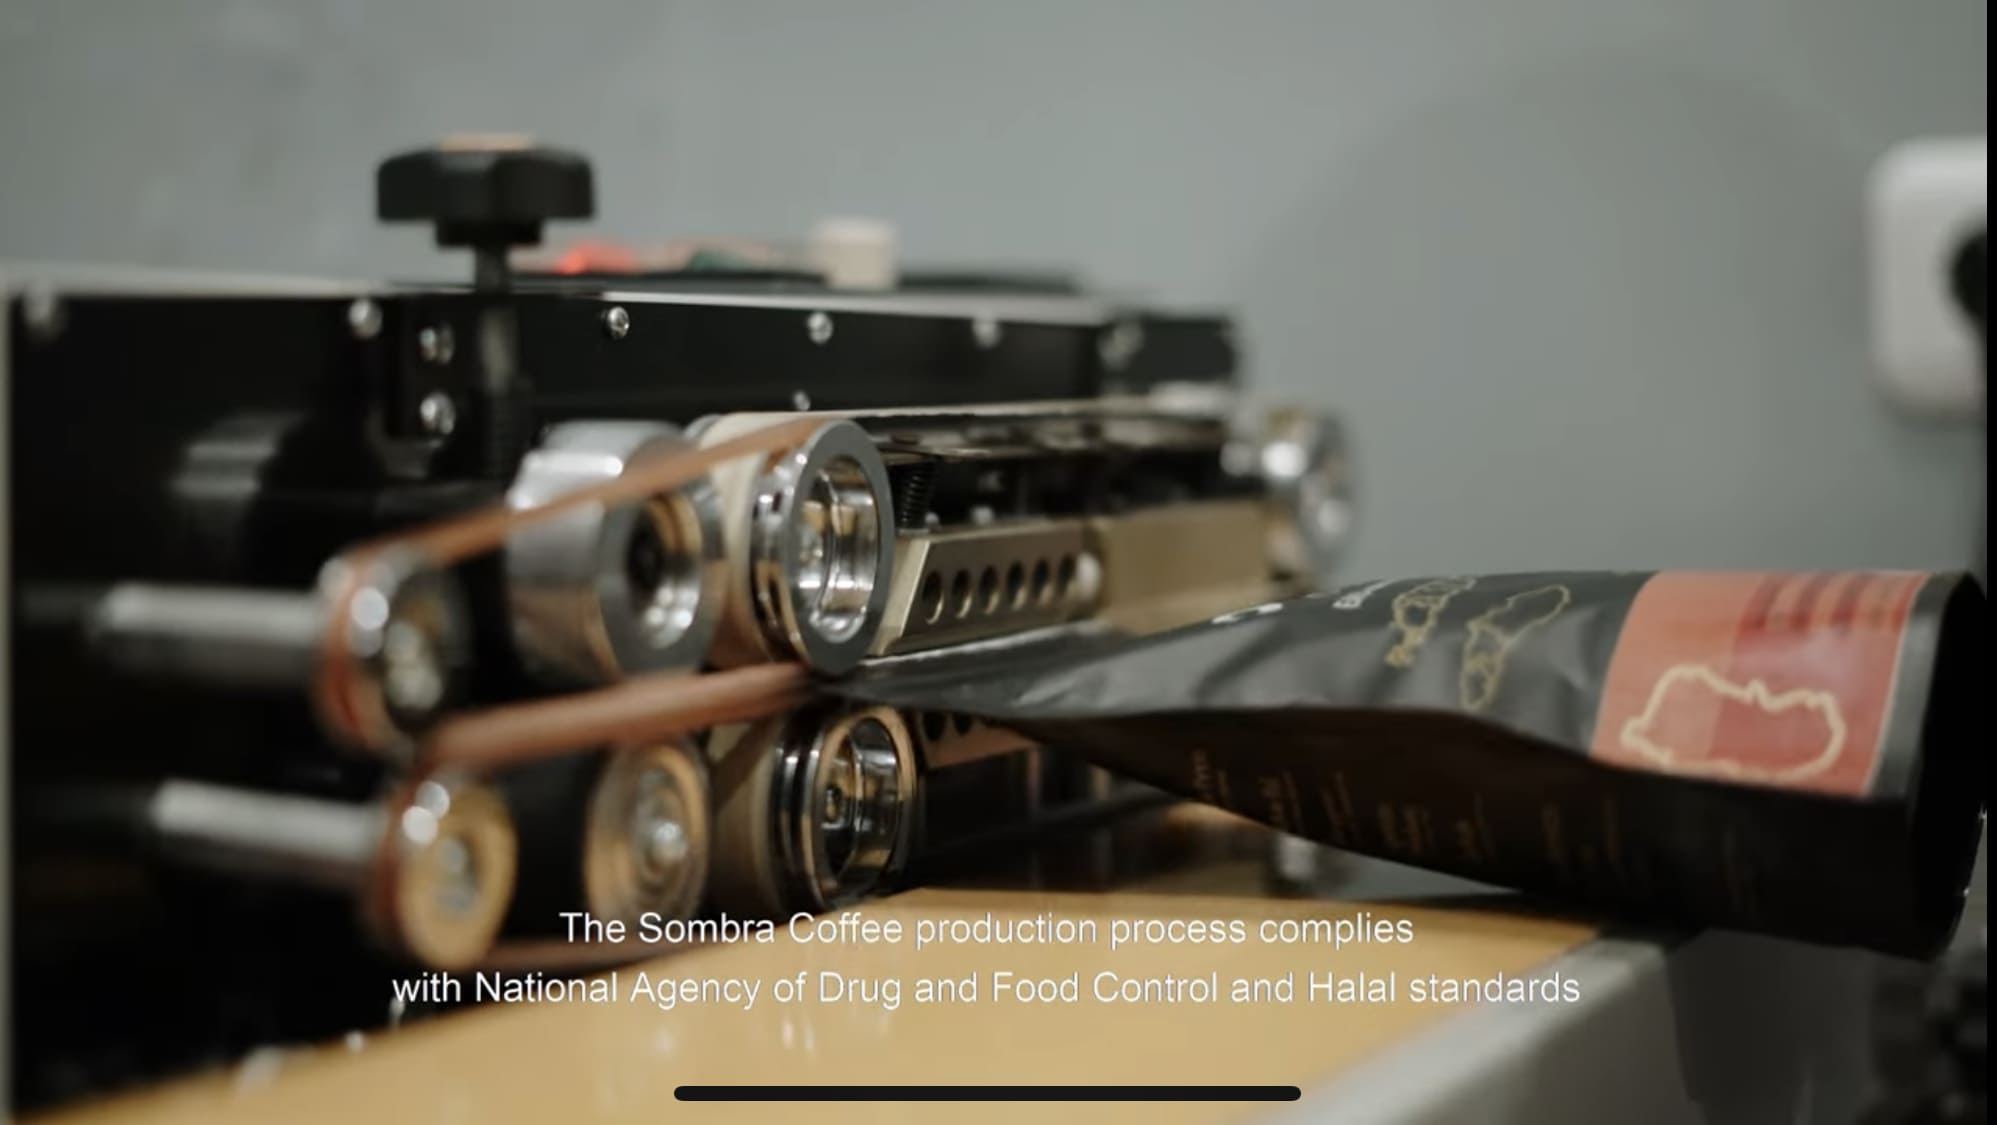 The Sombra Coffee production process complies
with National Agency of Drug and Food Control and Halal standards